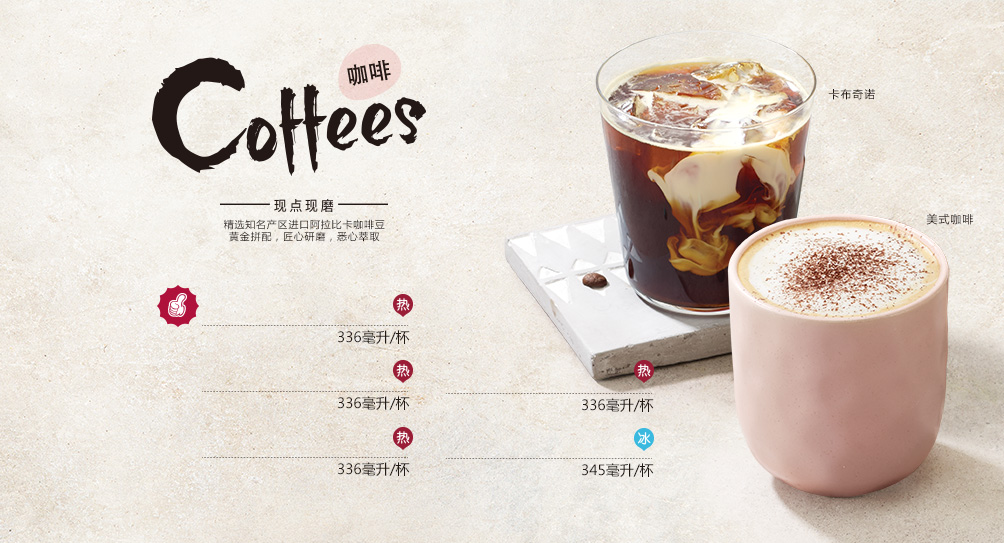 Coffees
咖啡
现点现磨
精选知名产区进口阿拉比卡咖啡豆
黄金拼配，匠心研磨，悉心萃取
卡布奇诺
美式咖啡
热
336毫升/杯
热
336毫升/杯
热
336毫升/杯
热
336毫升/杯
冰
345毫升/杯